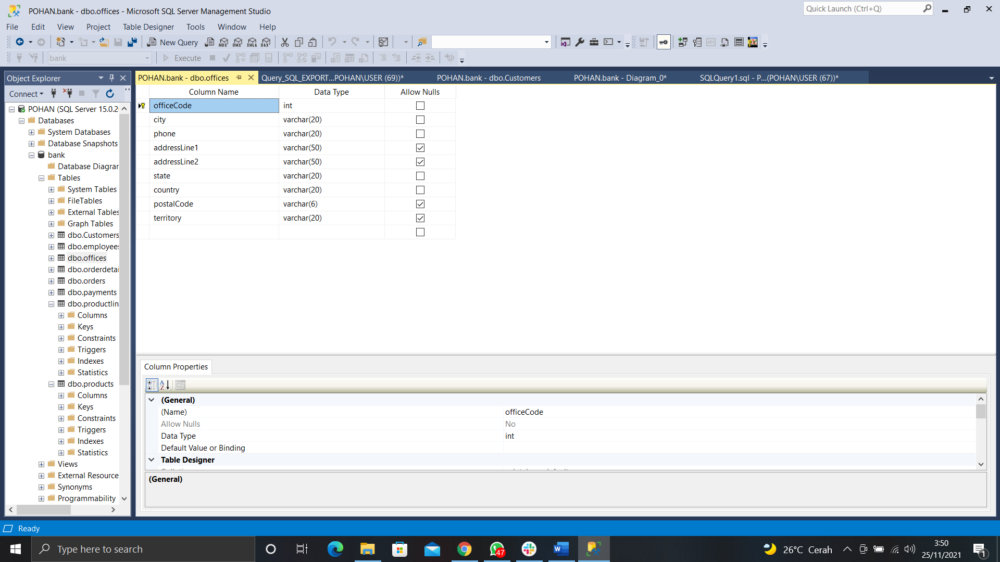 POHAN.bank - dbo.offices - Microsoft SQL Server Management Studio
Quick Launch (Ctrl+Q)
File Edit View Project Table Designer Tools Window Help
New Query MDX DMX XMLA DAX
bank Execute
Object Explorer
POHAN.bank - dbo.offices Query_SQL_EXPORT...POHAN\USER (69))* POHAN.bank - dbo.Customers POHAN.bank - Diagram_0* SQLQuery1.sql - P...(POHAN\USER (67))*
Connect
POHAN (SQL Server 15.0.2
Databases
System Databases
Database Snapshots
bank
Database Diagrar
Tables
System Tables
FileTables
External Tables
Graph Tables
dbo.Customers
dbo.employees
dbo.offices
dbo.orderdetai
dbo.orders
dbo.payments
dbo.productlin
Columns
Keys
Constraints
Triggers
Indexes
Statistics
dbo.products
Columns
Keys
Constraints
Triggers
Indexes
Statistics
Views
External Resource
Synonyms
Programmability
Column Name Data Type Allow Nulls
officeCode int
city varchar(20)
phone varchar(20)
addressLine1 varchar(50)
addressLine2 varchar(50)
state varchar(20)
country varchar(20)
postalCode varchar(6)
territory varchar(20)
Column Properties
(General)
(Name) officeCode
Allow Nulls No
Data Type int
Default Value or Binding
Table Designer
(General)
Ready
Type here to search
47
26°C Cerah
3:50
25/11/2021
1